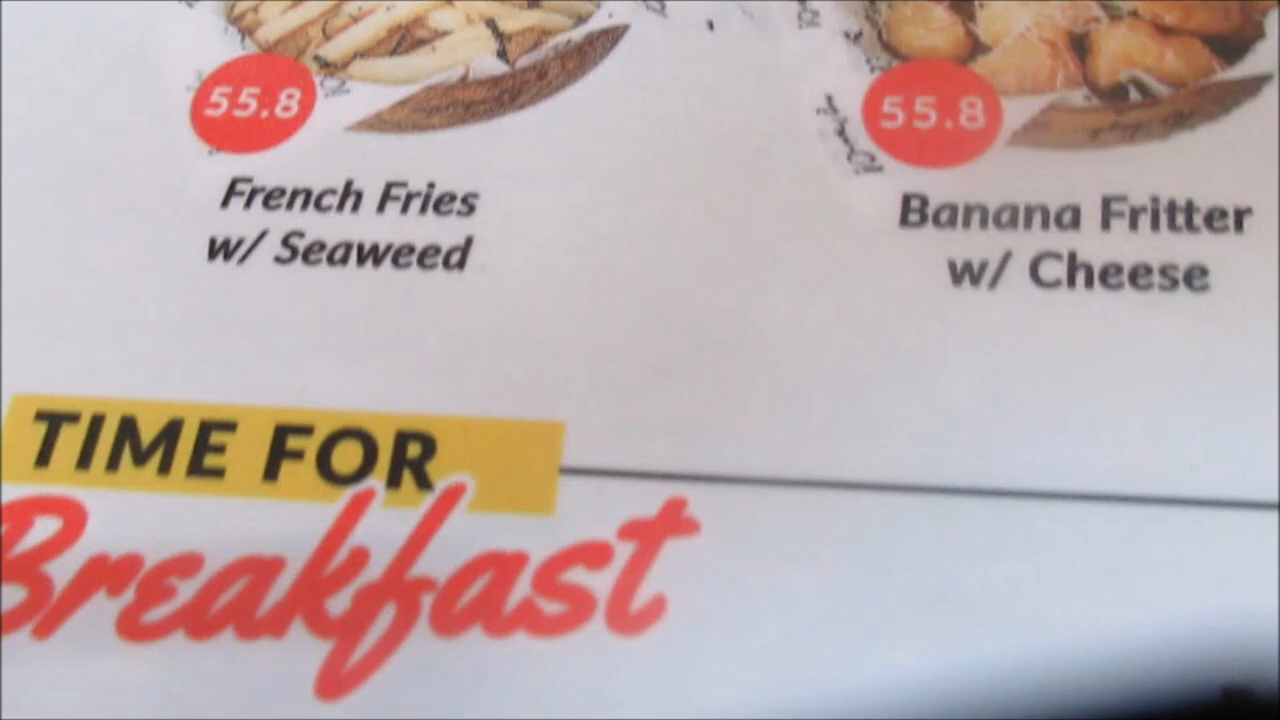 55.8
French Fries
w/ Seaweed
55.8
Banana Fritter
w/ Cheese
TIME FOR
Breakfast